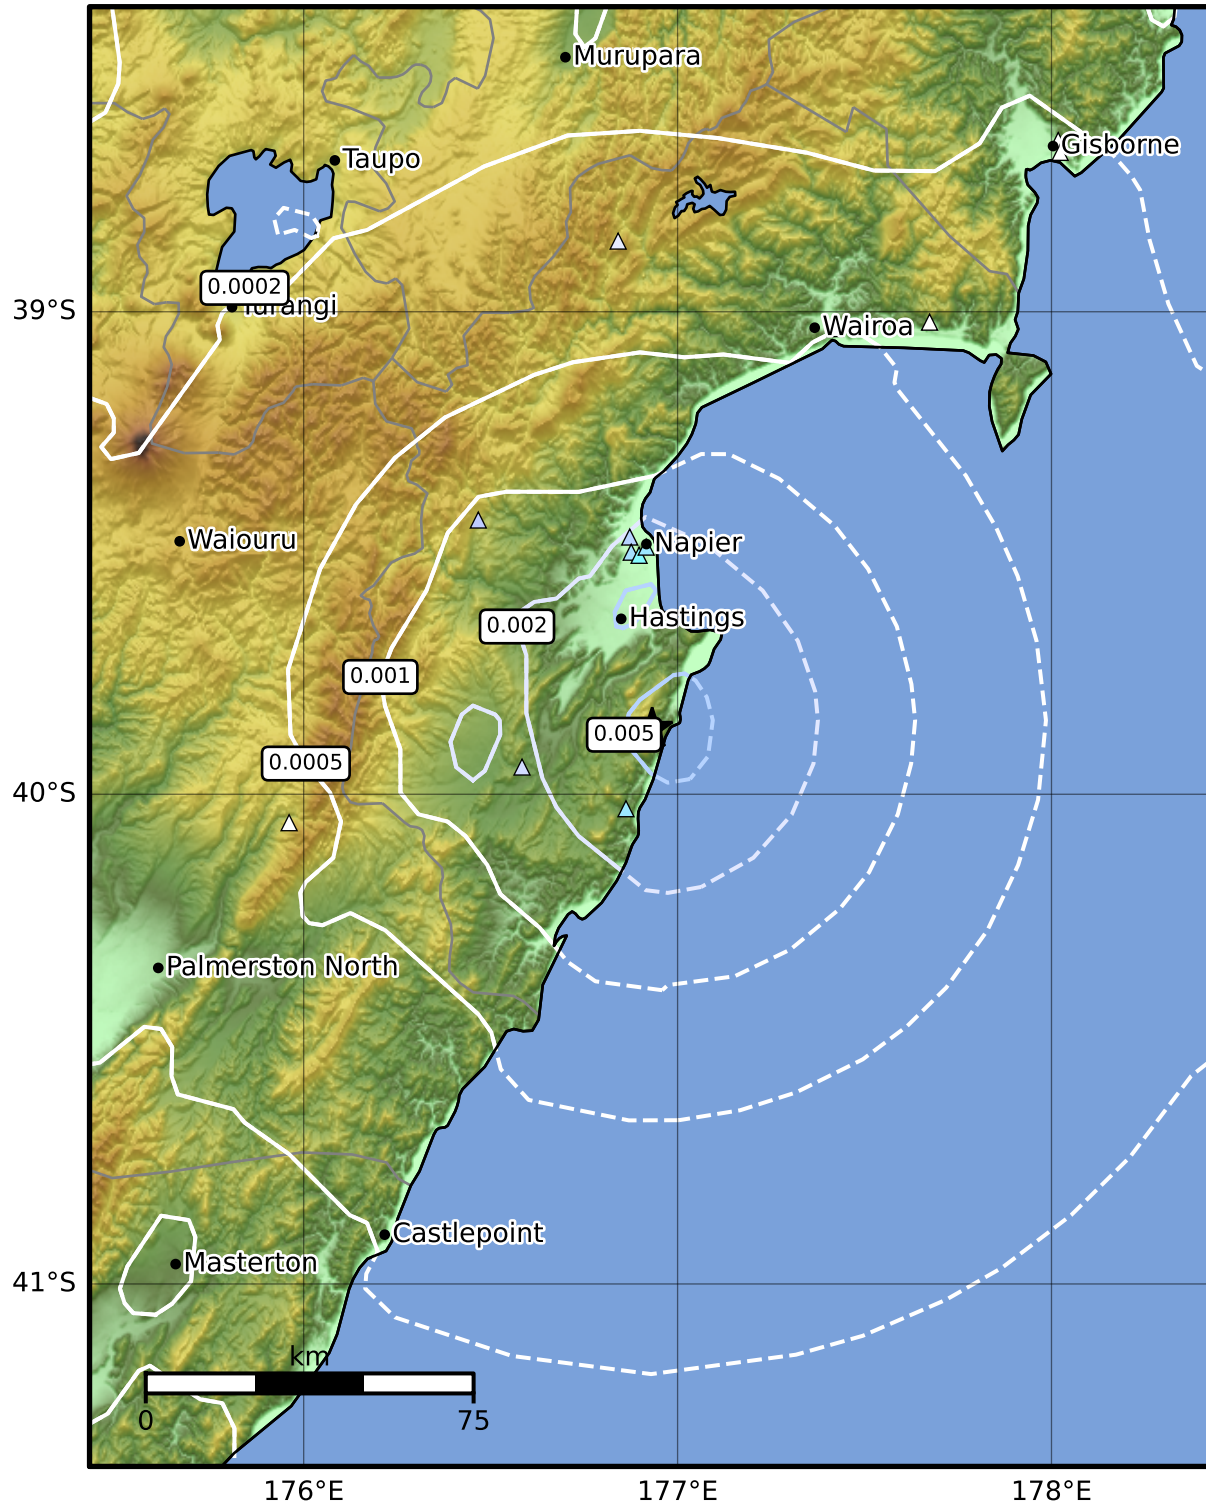 Murupara
Gisborne
Taupo
0.0002
Turangi
39°S
Wairoa
Waiouru
Napier
Hastings
0.002
0.001
0.005
0.0005
40°S
Palmerston North
Castlepoint
Masterton
41°S
km
0 75
176°E 177°E 178°E